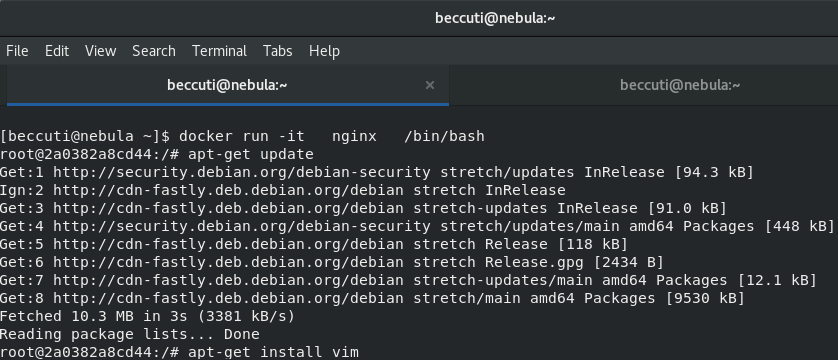 beccuti@nebula:~
File Edit View Search Terminal Tabs Help
beccuti@nebula:~ × beccuti@nebula:~
[beccuti@nebula ~]$ docker run -it   nginx   /bin/bash
root@2a0382a8cd44:/# apt-get update
Get:1 http://security.debian.org/debian-security stretch/updates InRelease [94.3 kB]
Ign:2 http://cdn-fastly.deb.debian.org/debian stretch InRelease
Get:3 http://cdn-fastly.deb.debian.org/debian stretch-updates InRelease [91.0 kB]
Get:4 http://security.debian.org/debian-security stretch/updates/main amd64 Packages [448 kB]
Get:5 http://cdn-fastly.deb.debian.org/debian stretch Release [118 kB]
Get:6 http://cdn-fastly.deb.debian.org/debian stretch Release.gpg [2434 B]
Get:7 http://cdn-fastly.deb.debian.org/debian stretch-updates/main amd64 Packages [12.1 kB]
Get:8 http://cdn-fastly.deb.debian.org/debian stretch/main amd64 Packages [9530 kB]
Fetched 10.3 MB in 3s (3381 kB/s)
Reading package lists... Done
root@2a0382a8cd44:/# apt-get install vim